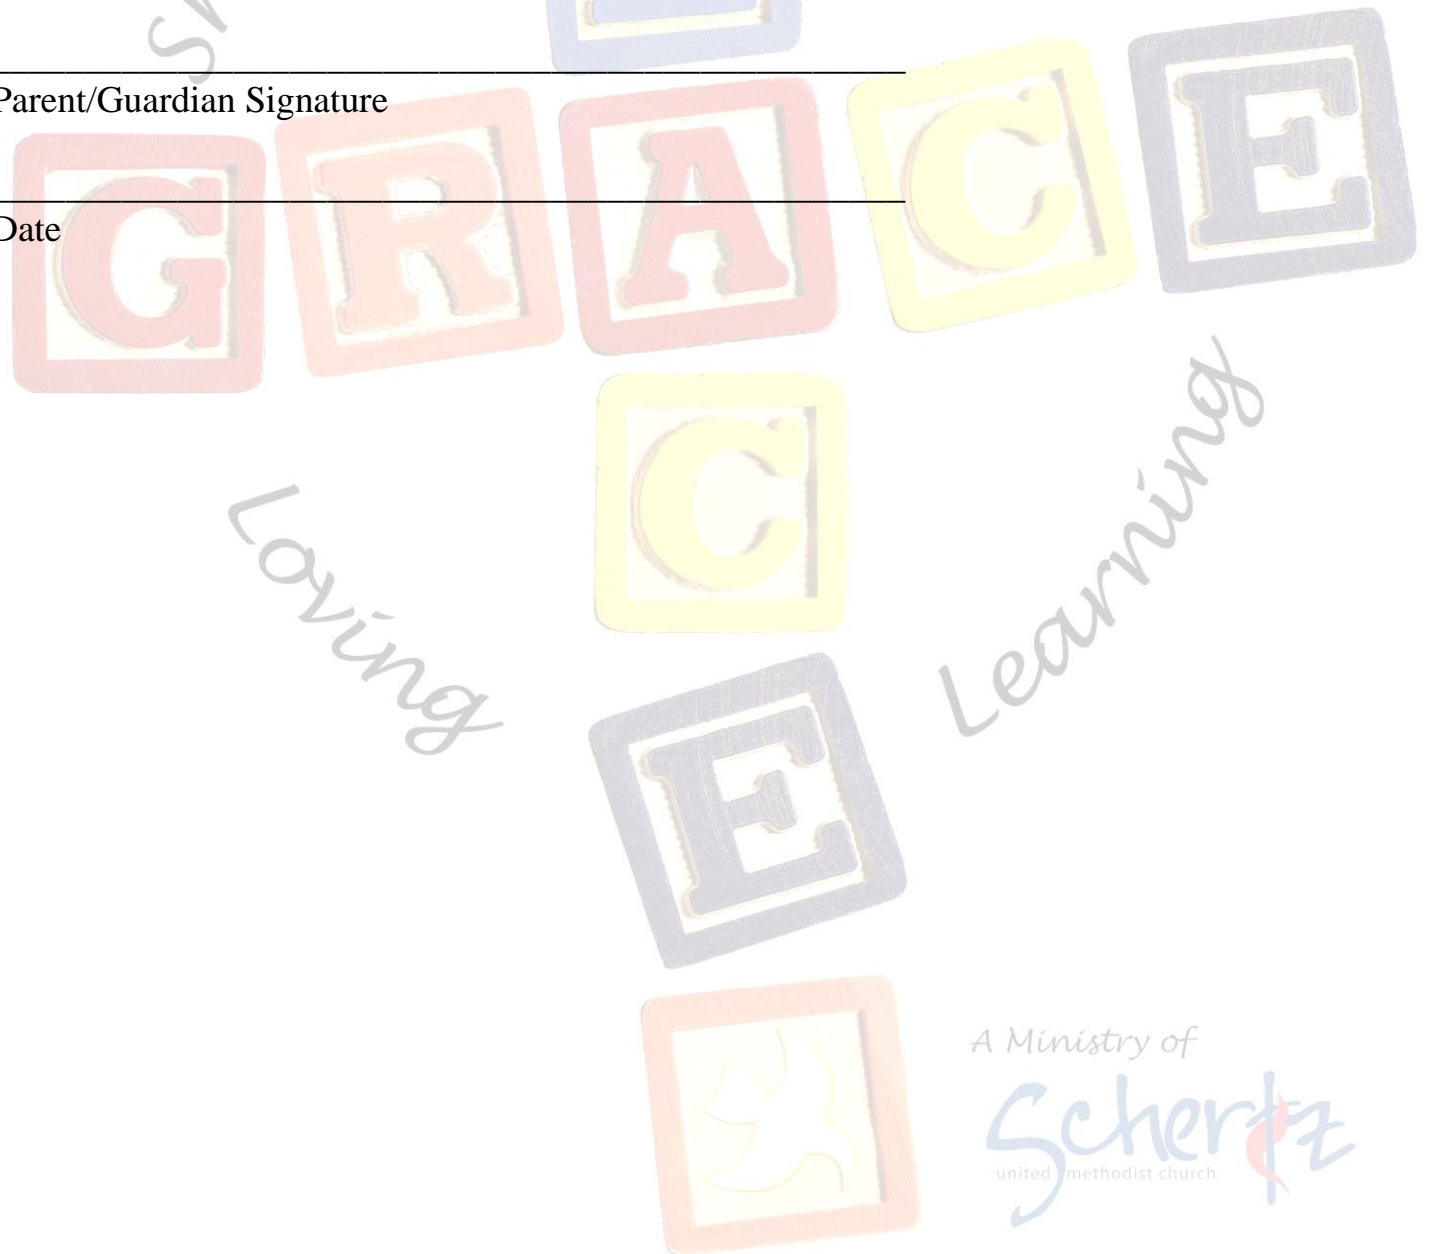 Parent/Guardian Signature
Date
GRACE
C
E
Loving
Learning
A Ministry of
Schertz
united methodist church